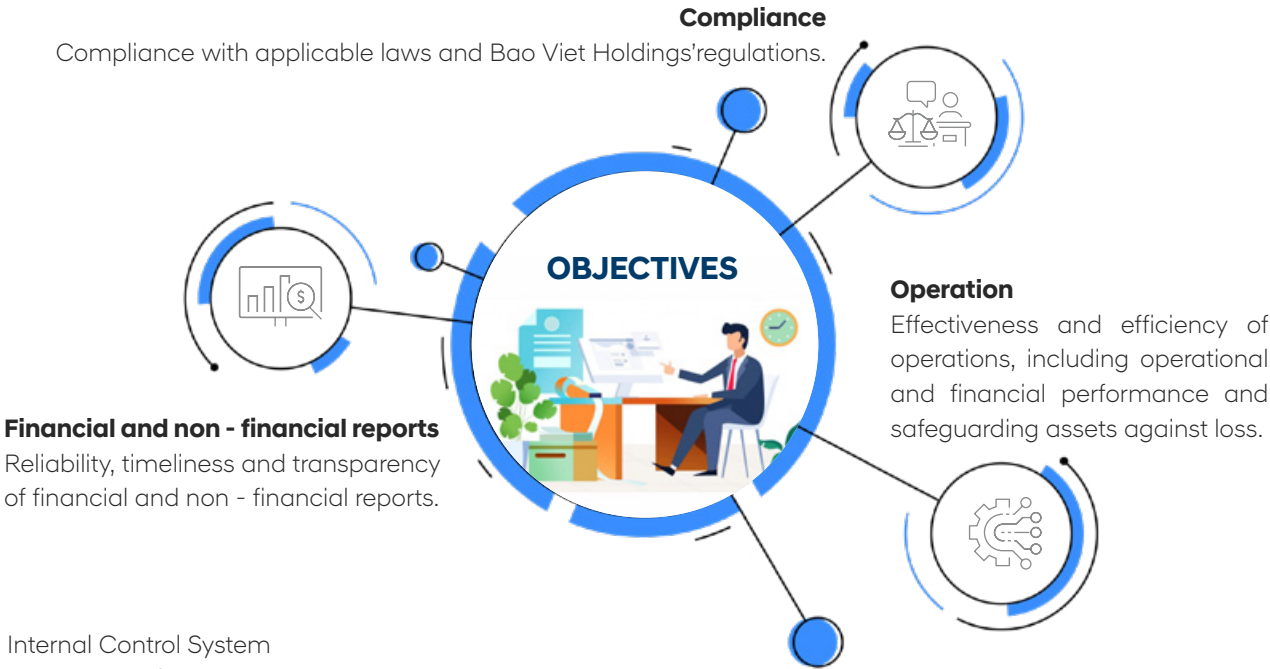 Compliance
Compliance with applicable laws and Bao Viet Holdings'regulations.
OBJECTIVES
Operation
Effectiveness and efficiency of
operations, including operational
and financial performance and
safeguarding assets against loss.
Financial and non - financial reports
Reliability, timeliness and transparency
of financial and non - financial reports.
Internal Control System